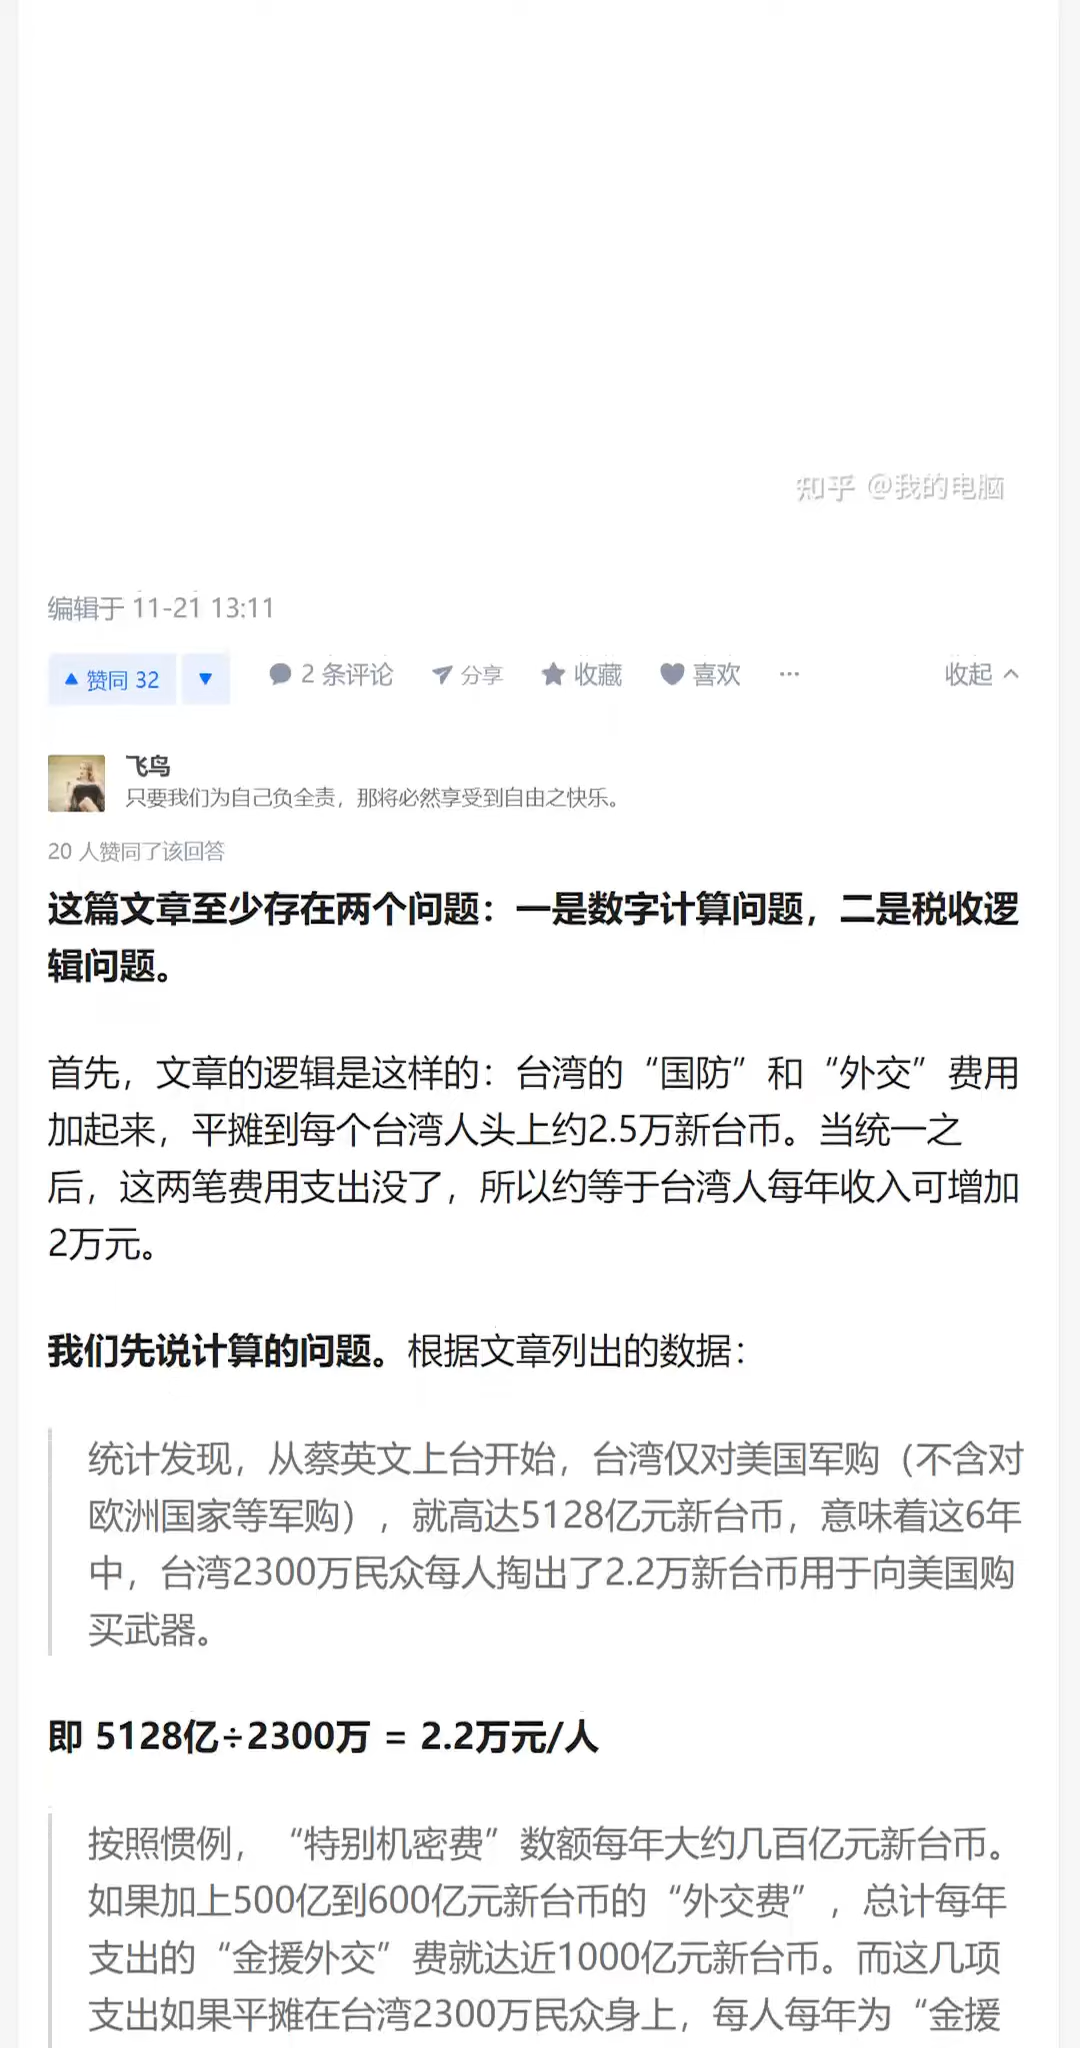 知乎 @我的电脑
编辑于 11-21 13:11
赞同 32
2 条评论
分享
收藏
喜欢
收起
飞鸟
只要我们为自己负全责，那将必然享受到自由之快乐。
20 人赞同了该回答
这篇文章至少存在两个问题：一是数字计算问题，二是税收逻
辑问题。
首先，文章的逻辑是这样的：台湾的“国防”和“外交”费用
加起来，平摊到每个台湾人头上约2.5万新台币。当统一之
后，这两笔费用支出没了，所以约等于台湾人每年收入可增加
2万元。
我们先说计算的问题。根据文章列出的数据：
统计发现，从蔡英文上台开始，台湾仅对美国军购（不含对
欧洲国家等军购），就高达5128亿元新台币，意味着这6年
中，台湾2300万民众每人掏出了2.2万新台币用于向美国购
买武器。
即 5128亿÷2300万 = 2.2万元/人
按照惯例，“特别机密费”数额每年大约几百亿元新台币。
如果加上500亿到600亿元新台币的“外交费”，总计每年
支出的“金援外交”费就达近1000亿元新台币。而这几项
支出如果平摊在台湾2300万民众身上，每人每年为“金援